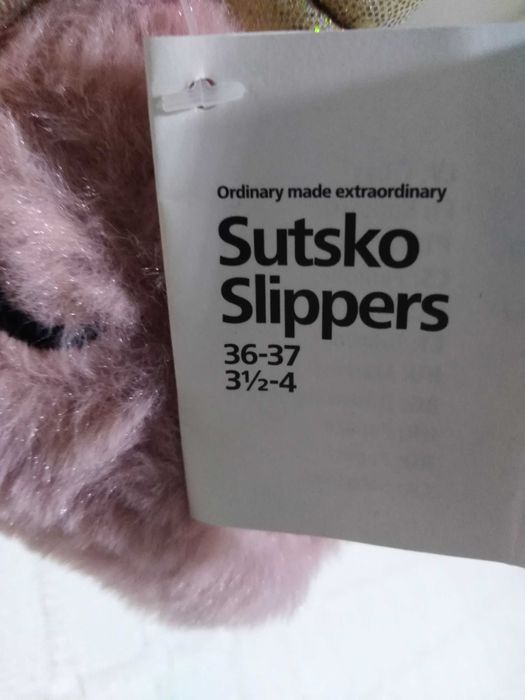 Ordinary made extraordinary
Sutsko
Slippers
36-37
3½-4